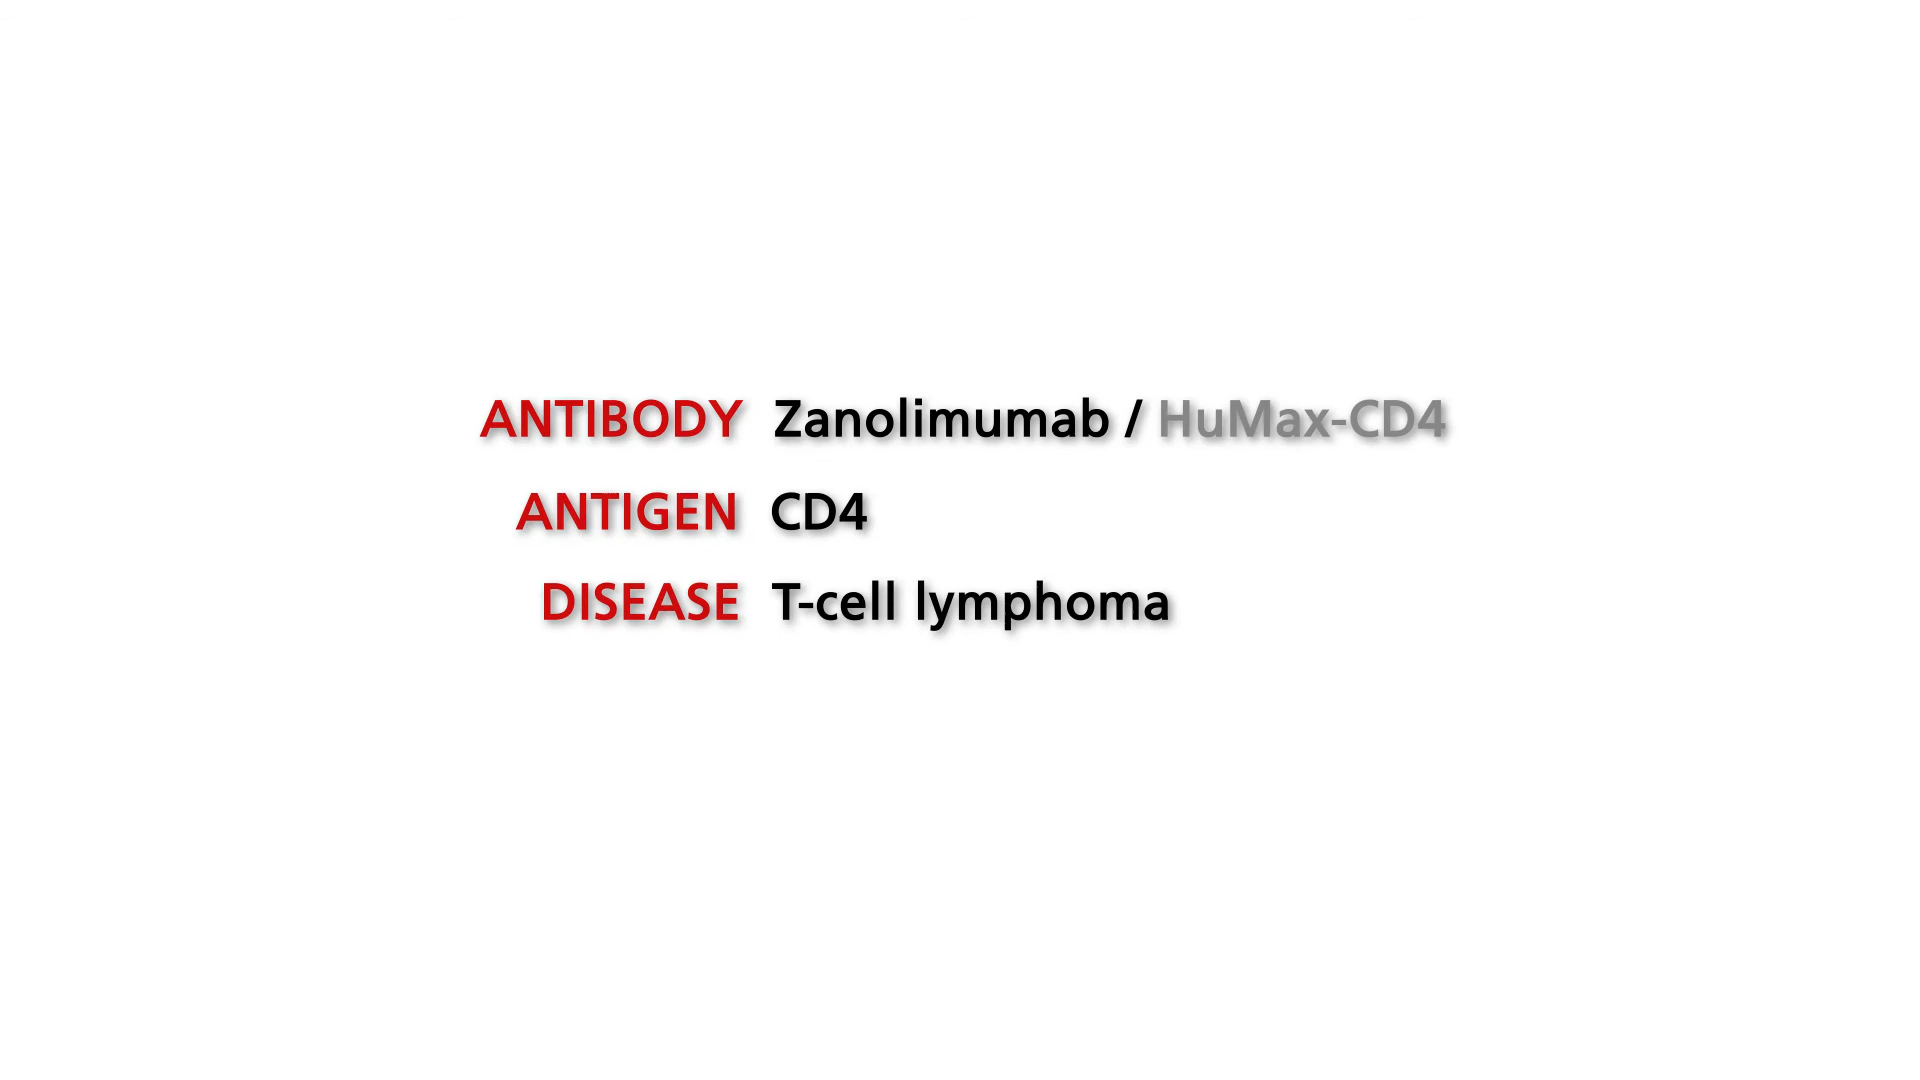 ANTIBODY Zanolimumab / HuMax-CD4
ANTIGEN CD4
DISEASE T-cell lymphoma